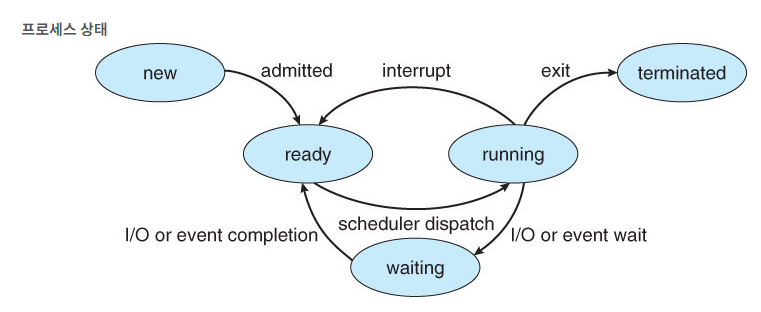 프로세스 상태
new
admitted
interrupt
exit
terminated
ready
running
scheduler dispatch
I/O or event completion
I/O or event wait
waiting